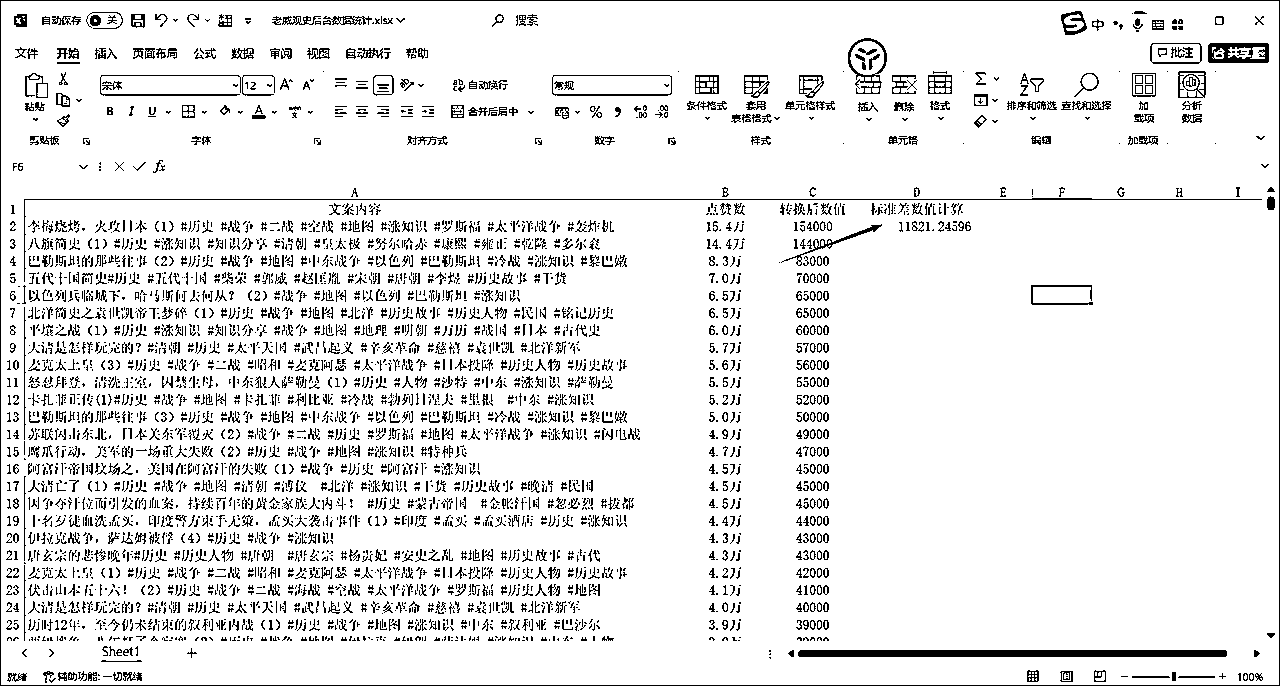 自动保存 关 老威观史后台数据统计.xlsx 搜索 中
文件 开始 插入 页面布局 公式 数据 审阅 视图 自动执行 帮助 批注 共享
粘贴 宋体 12 自动换行 常规 条件格式 套用 表格格式 单元格样式 插入 删除 格式 排序和筛选 查找和选择 加载项 分析数据
B I U 合并后居中
剪贴板 字体 对齐方式 数字 样式 单元格 编辑 加载项
F6 fx
A B C D E F G H I
1 文案内容 点赞数 转换后数值 标准差数值计算
2 李梅烧烤，火攻日本（1）#历史 #战争 #二战 #空战 #地图 #涨知识 #罗斯福 #太平洋战争 #轰炸机 15.4万 154000 11821.24596
3 八旗简史（1）#历史 #涨知识 #知识分享 #清朝 #皇太极 #努尔哈赤 #康熙 #雍正 #乾隆 #多尔衮 14.4万 144000
4 巴勒斯坦的那些往事（2）#历史 #战争 #地图 #中东战争 #以色列 #巴勒斯坦 #冷战 #涨知识 #黎巴嫩 8.3万 83000
5 五代十国简史#历史 #五代十国 #柴荣 #郭威 #赵匡胤 #宋朝 #唐朝 #李煜 #历史故事 #干货 7.0万 70000
6 以色列兵临城下，哈马斯何去何从？（2）#战争 #地图 #以色列 #巴勒斯坦 #涨知识 6.5万 65000
7 北洋简史之袁世凯帝王梦碎（1）#历史 #战争 #地图 #北洋 #历史故事 #历史人物 #民国 #铭记历史 6.5万 65000
8 平壤之战（1）#历史 #涨知识 #知识分享 #战争 #地图 #地理 #明朝 #万历 #战国 #日本 #古代史 6.0万 60000
9 大清是怎样玩完的？#清朝 #历史 #太平天国 #武昌起义 #辛亥革命 #慈禧 #袁世凯 #北洋新军 5.7万 57000
10 麦克太上皇（3）#历史 #战争 #二战 #昭和 #麦克阿瑟 #太平洋战争 #日本投降 #历史人物 #历史故事 5.6万 56000
11 怒怼拜登，清洗王室，囚禁生母，中东狠人萨勒曼（1）#历史 #人物 #沙特 #中东 #涨知识 #萨勒曼 5.5万 55000
12 卡扎菲正传(1)#历史 #战争 #地图 #卡扎菲 #利比亚 #冷战 #勃列日涅夫 #里根 #中东 #涨知识 5.2万 52000
13 巴勒斯坦的那些往事（3）#历史 #战争 #地图 #中东战争 #以色列 #巴勒斯坦 #冷战 #涨知识 #黎巴嫩 5.0万 50000
14 苏联闪击东北，日本关东军覆灭（2）#战争 #二战 #历史 #罗斯福 #地图 #太平洋战争 #涨知识 #闪电战 4.9万 49000
15 鹰爪行动，美军的一场重大失败（2）#历史 #战争 #地图 #涨知识 #特种兵 4.7万 47000
16 阿富汗帝国坟场之，美国在阿富汗的失败（1）#战争 #历史 #阿富汗 #涨知识 4.5万 45000
17 大清亡了（1）#历史 #战争 #地图 #清朝 #溥仪 #北洋 #涨知识 #干货 #历史故事 #晚清 #民国 4.5万 45000
18 因争夺汗位而引发的血案，持续百年的黄金家族大内斗！ #历史 #蒙古帝国 #金帐汗国 #忽必烈 #拔都 4.5万 45000
19 十名歹徒血洗孟买，印度警方束手无策，孟买大袭击事件（1）#印度 #孟买 #孟买酒店 #历史 #涨知识 4.4万 44000
20 伊拉克战争，萨达姆被俘（4）#历史 #战争 #涨知识 4.3万 43000
21 唐玄宗的悲惨晚年#历史 #历史人物 #唐朝 #唐玄宗 #杨贵妃 #安史之乱 #地图 #历史故事 #古代 4.3万 43000
22 麦克太上皇（1）#历史 #战争 #二战 #昭和 #麦克阿瑟 #太平洋战争 #日本投降 #历史人物 #历史故事 4.2万 42000
23 伏击山本五十六！（2）#历史 #战争 #二战 #海战 #空战 #太平洋战争 #罗斯福 #历史人物 #地图 4.1万 41000
24 大清是怎样玩完的？#清朝 #历史 #太平天国 #武昌起义 #辛亥革命 #慈禧 #袁世凯 #北洋新军 4.0万 40000
25 历时12年，至今仍未结束的叙利亚内战（1）#历史 #战争 #地图 #涨知识 #中东 #叙利亚 #巴沙尔 3.9万 39000
Sheet1 +
就绪 辅助功能: 一切就绪 100%